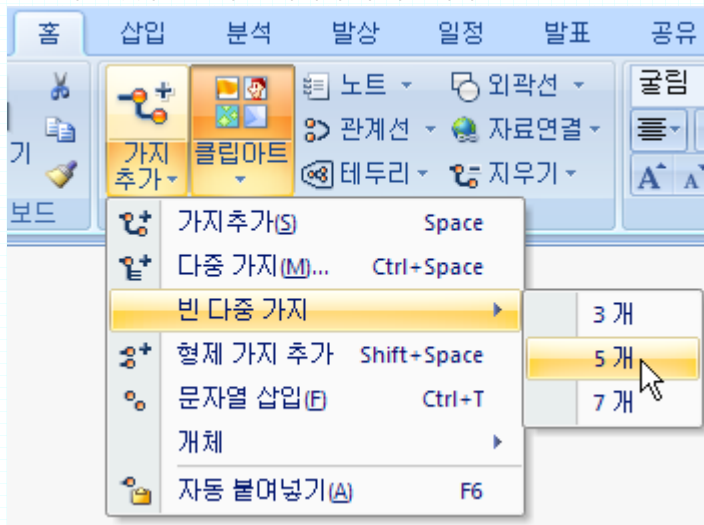 홈 삽입 분석 발상 일정 발표 공유
가지 추가
클립아트
노트
관계선
테두리
외곽선
자료연결
지우기
굴림
기
보드
가지추가(S) Space
다중 가지(M)... Ctrl+Space
빈 다중 가지
형제 가지 추가 Shift+Space
문자열 삽입(F) Ctrl+T
개체
자동 붙여넣기(A) F6
3 개
5 개
7 개